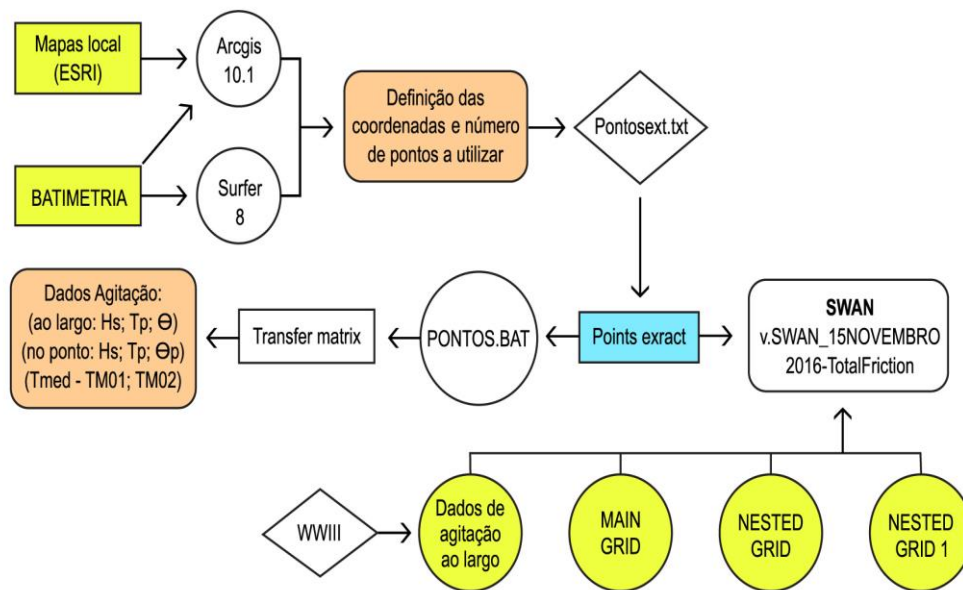 Mapas local
(ESRI)
Arcgis
10.1
Definição das
coordenadas e número
de pontos a utilizar
Pontosext.txt
BATIMETRIA
Surfer
8
Dados Agitação:
(ao largo: Hs; Tp; Ɵ)
(no ponto: Hs; Tp; Ɵp)
(Tmed - TM01; TM02)
Transfer matrix
PONTOS.BAT
Points exract
SWAN
v.SWAN_15NOVEMBRO
2016-TotalFriction
WWIII
Dados de
agitação
ao largo
MAIN
GRID
NESTED
GRID
NESTED
GRID 1